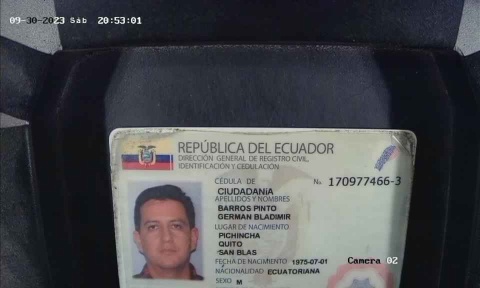 09-30-2023 Sáb 20:53:01
REPÚBLICA DEL ECUADOR
DIRECCIÓN GENERAL DE REGISTRO CIVIL,
IDENTIFICACIÓN Y CEDULACIÓN
CÉDULA DE No. 170977466-3
CIUDADANÍA
APELLIDOS Y NOMBRES
BARROS PINTO
GERMAN BLADIMIR
LUGAR DE NACIMIENTO
PICHINCHA
QUITO
SAN BLAS
FECHA DE NACIMIENTO 1975-07-01
NACIONALIDAD ECUATORIANA
SEXO M
Camera 02